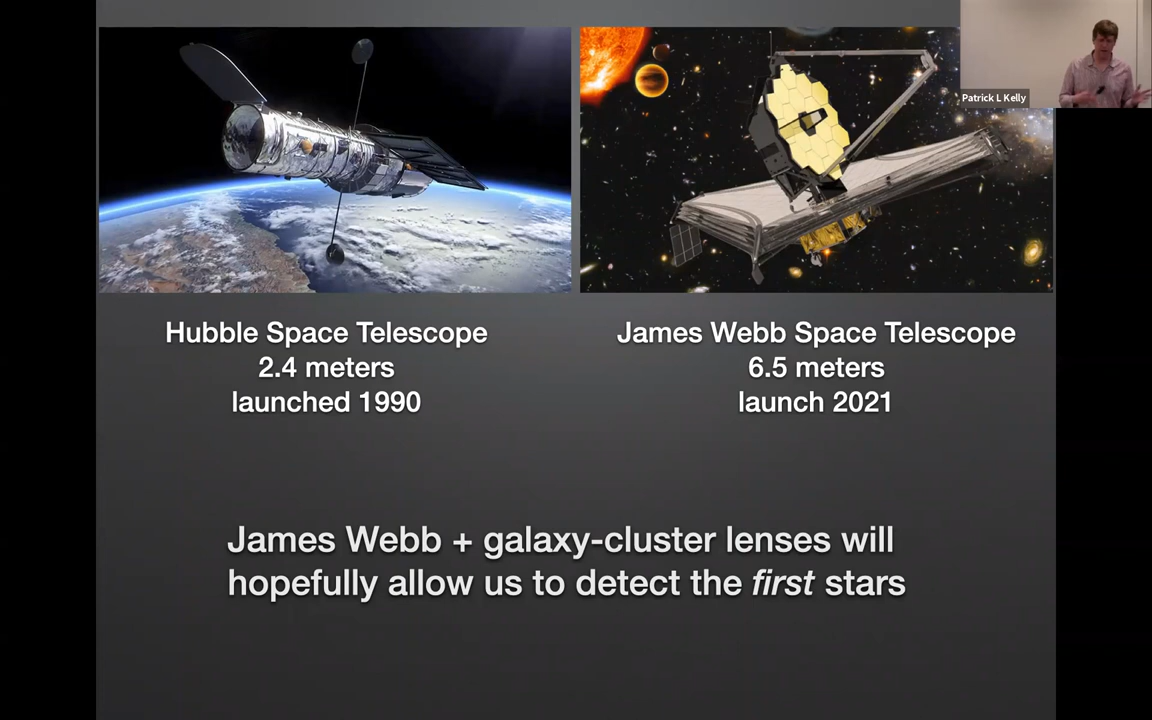 Patrick L Kelly
Hubble Space Telescope
2.4 meters
launched 1990
James Webb Space Telescope
6.5 meters
launch 2021
James Webb + galaxy-cluster lenses will
hopefully allow us to detect the first stars